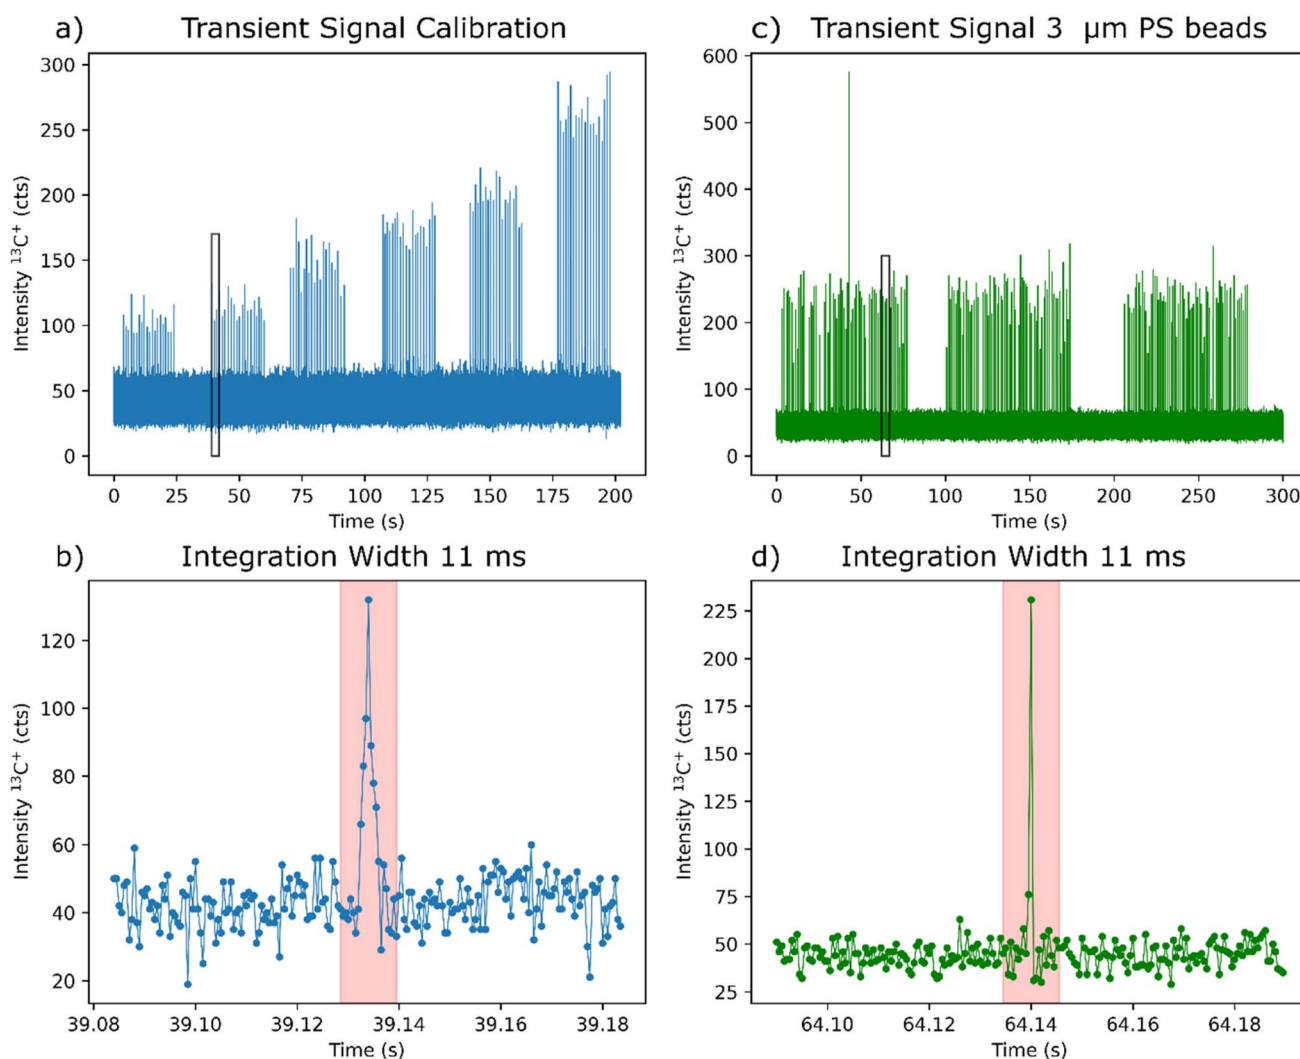 a) Transient Signal Calibration
300
250
200
150
100
50
0
Intensity ¹³C⁺ (cts)
0 25 50 75 100 125 150 175 200
Time (s)
c) Transient Signal 3 µm PS beads
600
500
400
300
200
100
0
Intensity ¹³C⁺ (cts)
0 50 100 150 200 250 300
Time (s)
b) Integration Width 11 ms
120
100
80
60
40
20
Intensity ¹³C⁺ (cts)
39.08 39.10 39.12 39.14 39.16 39.18
Time (s)
d) Integration Width 11 ms
225
200
175
150
125
100
75
50
25
Intensity ¹³C⁺ (cts)
64.10 64.12 64.14 64.16 64.18
Time (s)